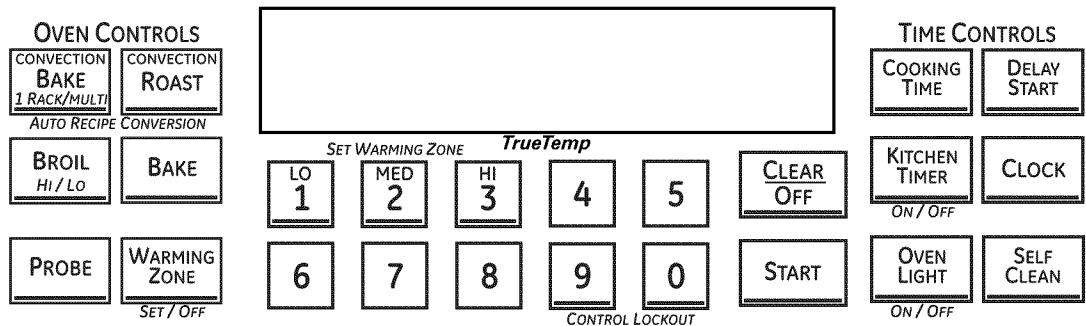 OVEN CONTROLS
CONVECTION
BAKE
1 RACK/MULTI
CONVECTION
ROAST
AUTO RECIPE CONVERSION
BROIL
HI / LO
BAKE
PROBE
WARMING
ZONE
SET / OFF
SET WARMING ZONE
TrueTemp
LO
1
MED
2
HI
3
4
5
6
7
8
9
0
CONTROL LOCKOUT
CLEAR
OFF
START
TIME CONTROLS
COOKING
TIME
DELAY
START
KITCHEN
TIMER
ON / OFF
CLOCK
OVEN
LIGHT
ON / OFF
SELF
CLEAN